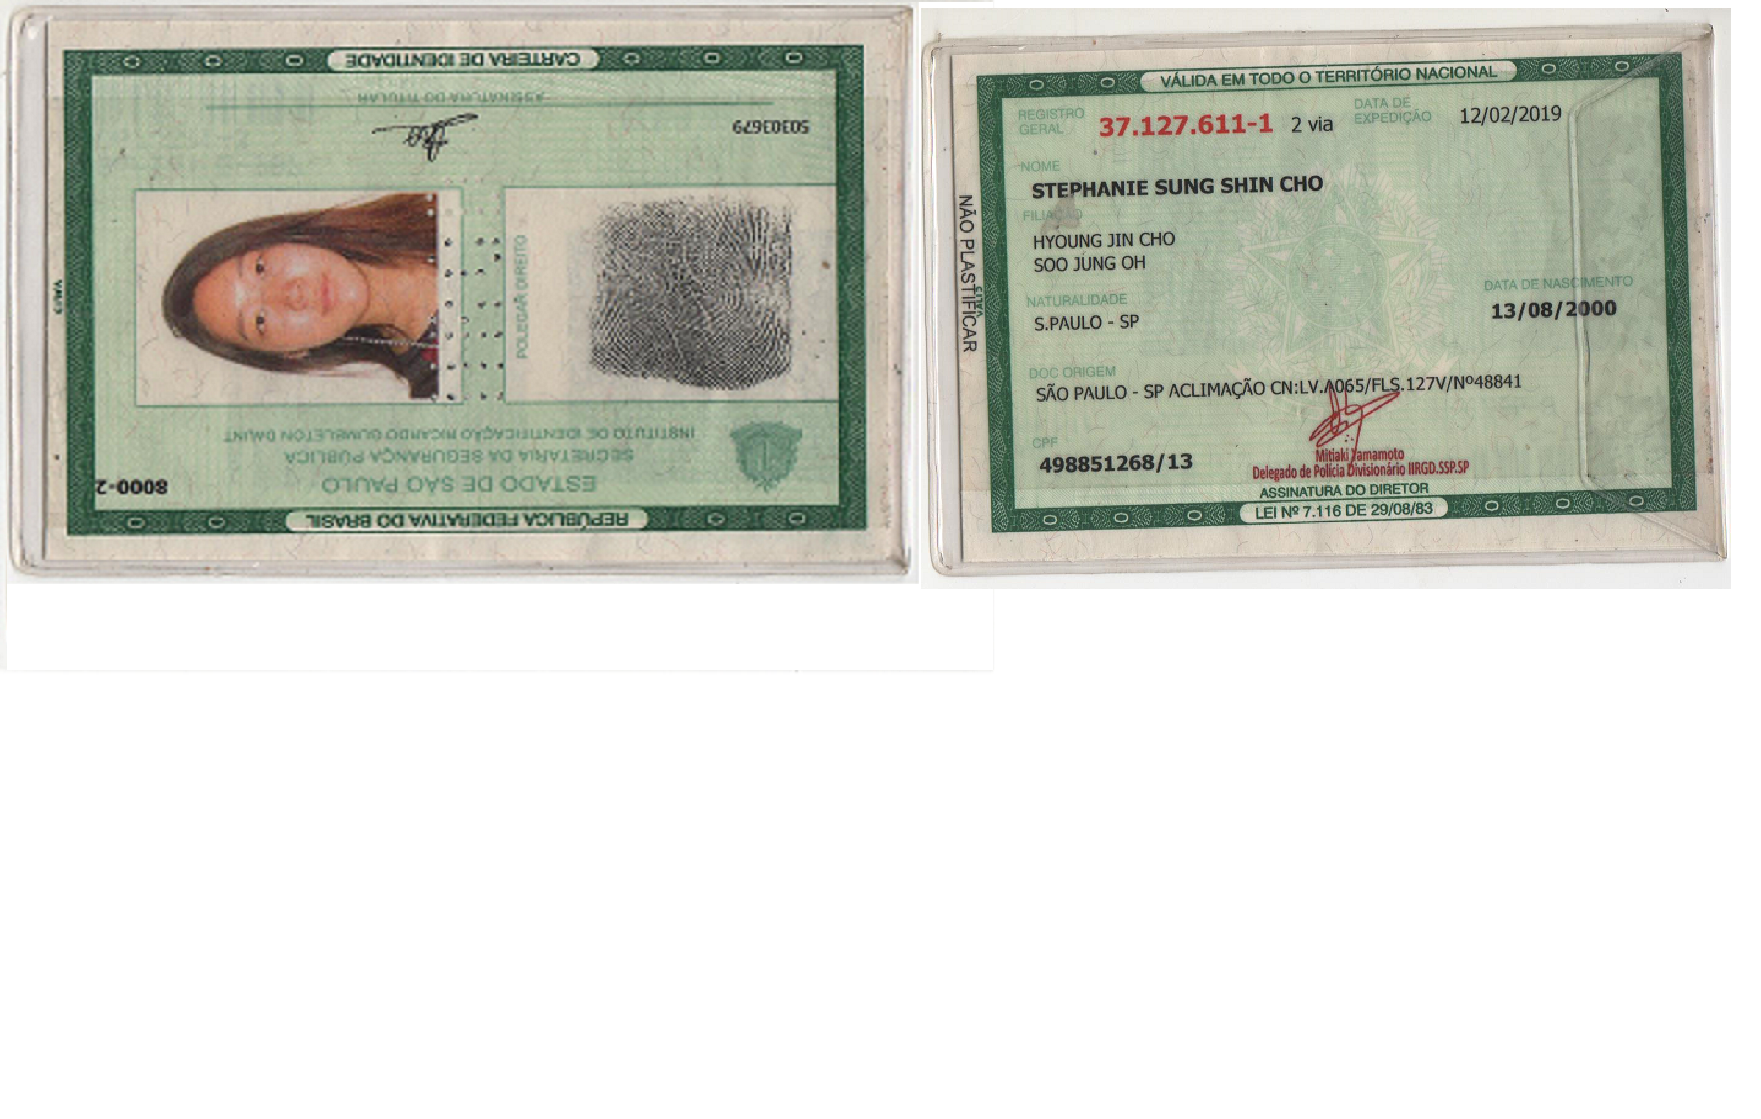 CARTEIRA DE IDENTIDADE
ASSINATURA DO TITULAR
50303679
POLEGAR DIREITO
INSTITUTO DE IDENTIFICAÇÃO RICARDO GUMBLETON DAUNT
SECRETARIA DA SEGURANÇA PÚBLICA
ESTADO DE SÃO PAULO
8000-2
REPÚBLICA FEDERATIVA DO BRASIL
VÁLIDA EM TODO O TERRITÓRIO NACIONAL
REGISTRO GERAL 37.127.611-1 2 via DATA DE EXPEDIÇÃO 12/02/2019
NOME
STEPHANIE SUNG SHIN CHO
FILIAÇÃO
HYOUNG JIN CHO
SOO JUNG OH
NATURALIDADE DATA DE NASCIMENTO
S.PAULO - SP 13/08/2000
DOC ORIGEM
SÃO PAULO - SP ACLIMAÇÃO CN:LV.A065/FLS.127V/Nº48841
CPF
498851268/13
Mitiaki Yamamoto
Delegado de Polícia Divisionário IIRGD.SSP.SP
ASSINATURA DO DIRETOR
LEI Nº 7.116 DE 29/08/83
NÃO PLASTIFICAR